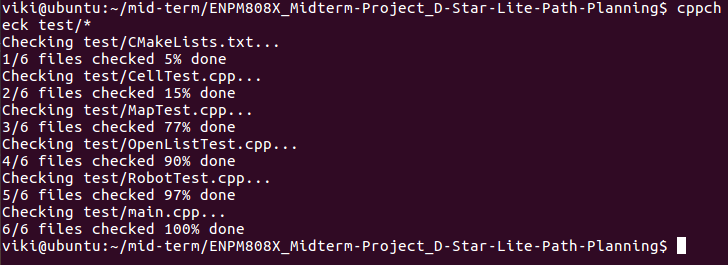 viki@ubuntu:~/mid-term/ENPM808X_Midterm-Project_D-Star-Lite-Path-Planning$ cppch
eck test/*
Checking test/CMakeLists.txt...
1/6 files checked 5% done
Checking test/CellTest.cpp...
2/6 files checked 15% done
Checking test/MapTest.cpp...
3/6 files checked 77% done
Checking test/OpenListTest.cpp...
4/6 files checked 90% done
Checking test/RobotTest.cpp...
5/6 files checked 97% done
Checking test/main.cpp...
6/6 files checked 100% done
viki@ubuntu:~/mid-term/ENPM808X_Midterm-Project_D-Star-Lite-Path-Planning$